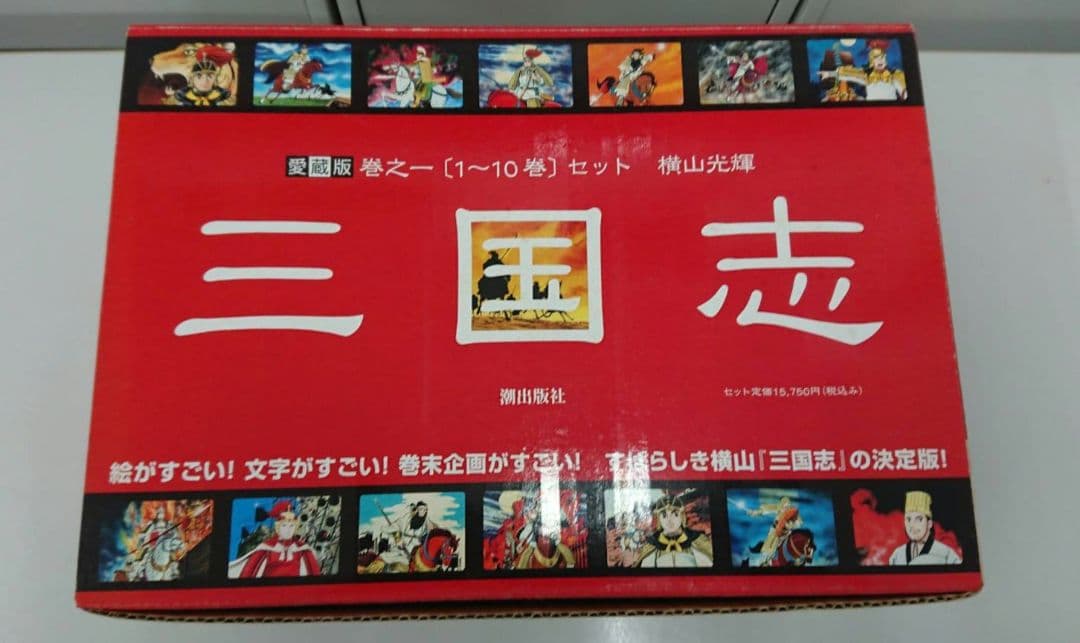 愛蔵版 巻之一〔1～10巻〕セット 横山光輝
三国志
潮出版社
セット定価15,750円(税込み)
絵がすごい! 文字がすごい! 巻末企画がすごい! すばらしき横山『三国志』の決定版!